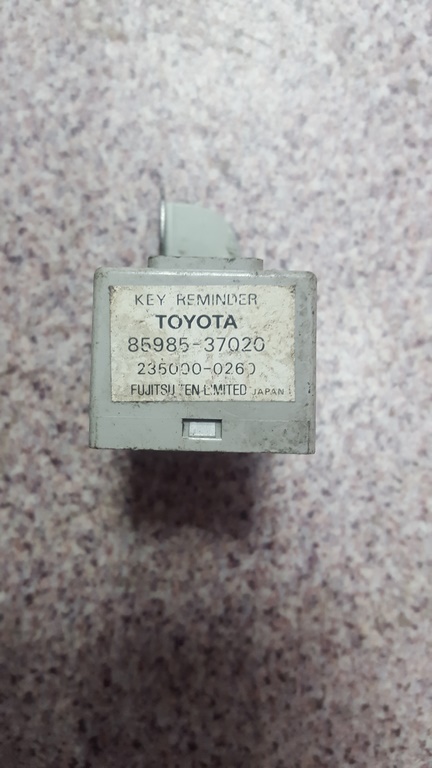 KEY REMINDER
TOYOTA
85985-37020
235000-0260
FUJITSU TEN LIMITED JAPAN